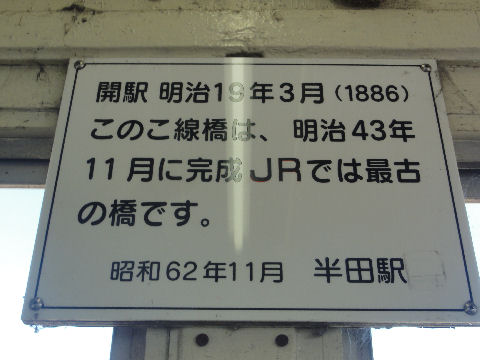 開駅 明治19年3月(1886)
このこ線橋は、明治43年
11月に完成JRでは最古
の橋です。
昭和62年11月 半田駅